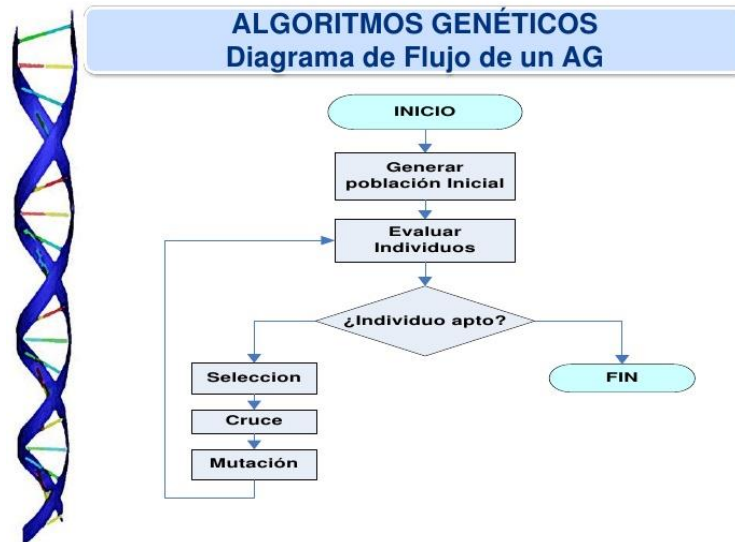 ALGORITMOS GENÉTICOS
Diagrama de Flujo de un AG
INICIO
Generar
población Inicial
Evaluar
Individuos
¿Individuo apto?
Seleccion
FIN
Cruce
Mutación